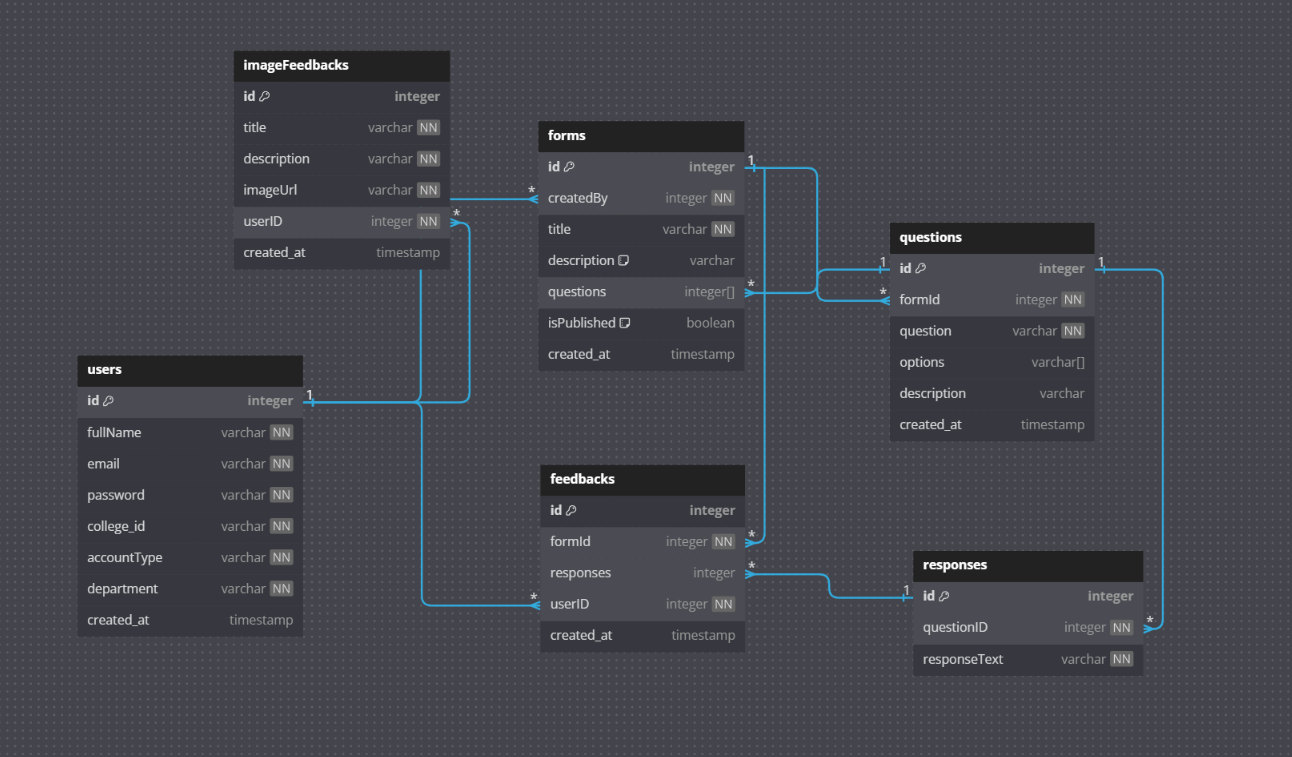 imageFeedbacks
id integer
title varchar NN
description varchar NN
imageUrl varchar NN
userID integer NN
created_at timestamp
forms
id integer
createdBy integer NN
title varchar NN
description varchar
questions integer[]
isPublished boolean
created_at timestamp
questions
id integer
formId integer NN
question varchar NN
options varchar[]
description varchar
created_at timestamp
users
id integer
fullName varchar NN
email varchar NN
password varchar NN
college_id varchar NN
accountType varchar NN
department varchar NN
created_at timestamp
feedbacks
id integer
formId integer NN
responses integer
userID integer NN
created_at timestamp
responses
id integer
questionID integer NN
responseText varchar NN
1
*
*
1
*
1
*
1
*
*
*
1
*